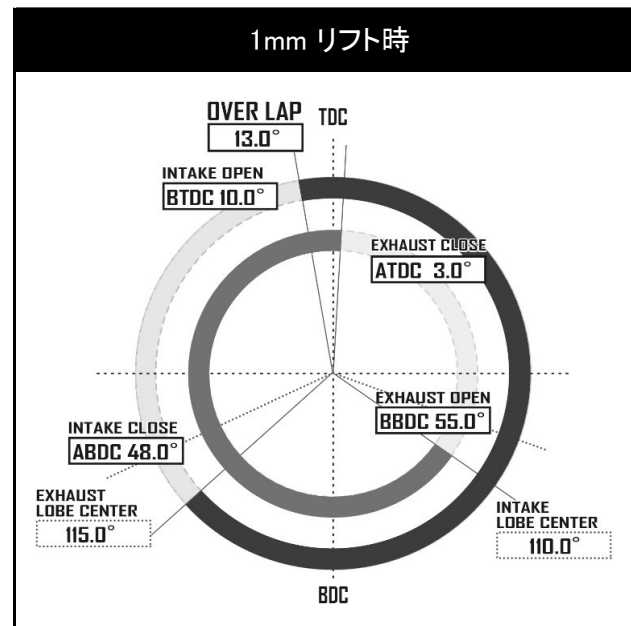 1mm リフト時
OVER LAP
13.0°
TDC
INTAKE OPEN
BTDC 10.0°
EXHAUST CLOSE
ATDC 3.0°
EXHAUST OPEN
BBDC 55.0°
INTAKE CLOSE
ABDC 48.0°
EXHAUST
LOBE CENTER
115.0°
INTAKE
LOBE CENTER
110.0°
BDC